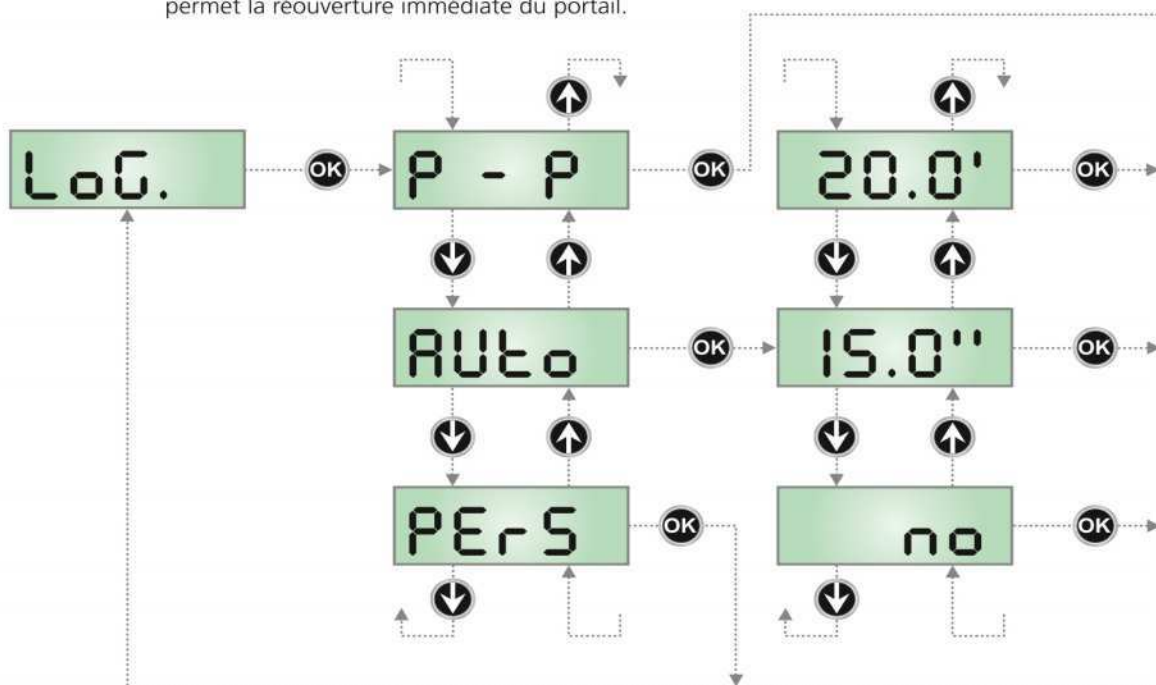 permet la réouverture immédiate du portail.
LoG.
OK
P - P
OK
20.0'
OK
AUto
OK
15.0''
OK
PErS
OK
no
OK